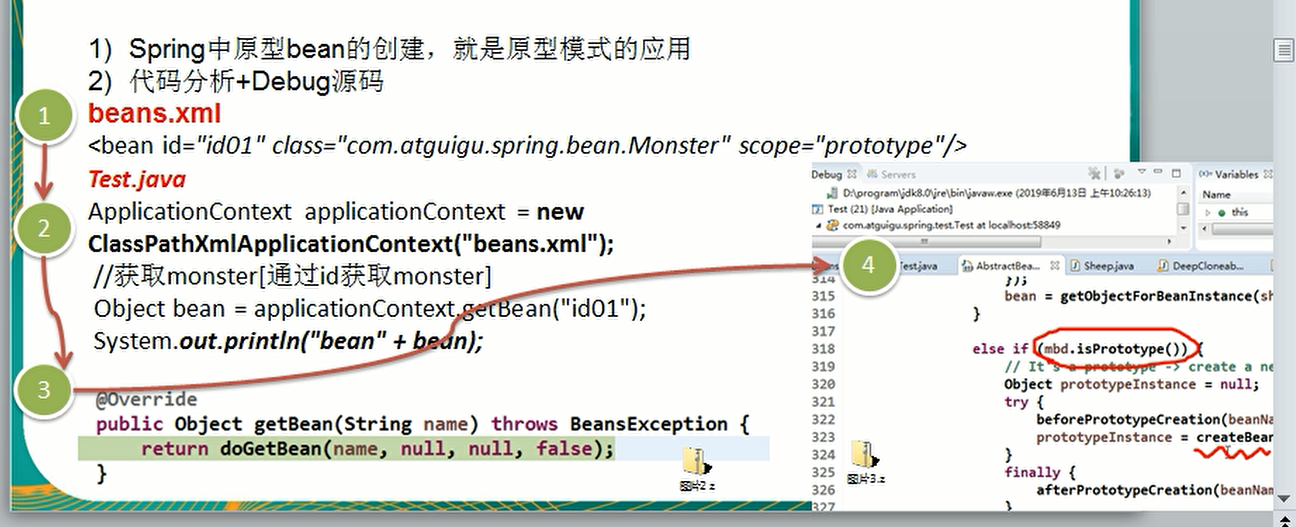 1) Spring中原型bean的创建，就是原型模式的应用
2) 代码分析+Debug源码
1
beans.xml
<bean id="id01" class="com.atguigu.spring.bean.Monster" scope="prototype"/>
Test.java
2
ApplicationContext applicationContext = new
ClassPathXmlApplicationContext("beans.xml");
//获取monster[通过id获取monster]
Object bean = applicationContext.getBean("id01");
System.out.println("bean" + bean);
3
@Override
public Object getBean(String name) throws BeansException {
return doGetBean(name, null, null, false);
}
图片2.z
4
Debug Servers
D:\program\jdk8.0\jre\bin\javaw.exe (2019年6月13日 上午10:26:13)
Test (21) [Java Application]
com.atguigu.spring.test.Test at localhost:58849
(x)= Variables
Name
this
Test.java AbstractBea... Sheep.java DeepCloneab...
314 });
315 bean = getObjectForBeanInstance(sh
316 }
317
318 else if (mbd.isPrototype()) {
319 // It's a prototype -> create a ne
320 Object prototypeInstance = null;
321 try {
322 beforePrototypeCreation(beanNa
323 prototypeInstance = createBean
324 }
325 finally {
326 afterPrototypeCreation(beanName
327 }
图片3.z